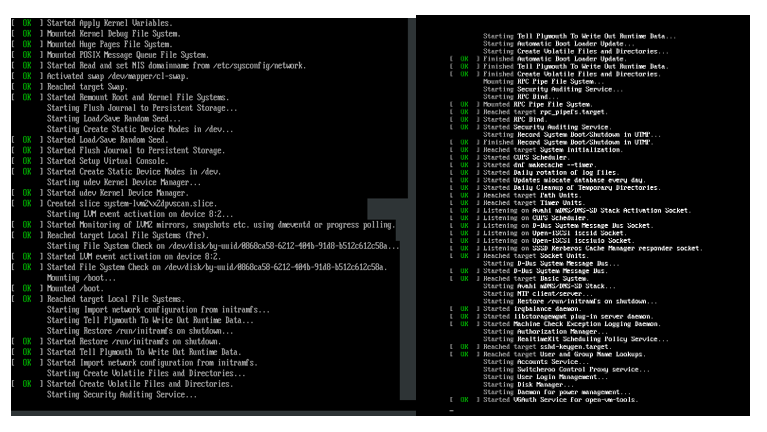 [  OK  ] Started Apply Kernel Variables.
[  OK  ] Mounted Kernel Debug File System.
[  OK  ] Mounted Huge Pages File System.
[  OK  ] Mounted POSIX Message Queue File System.
[  OK  ] Started Read and set NIS domainname from /etc/sysconfig/network.
[  OK  ] Activated swap /dev/mapper/cl-swap.
[  OK  ] Reached target Swap.
[  OK  ] Started Remount Root and Kernel File Systems.
Starting Flush Journal to Persistent Storage...
Starting Load/Save Random Seed...
Starting Create Static Device Nodes in /dev...
[  OK  ] Started Load/Save Random Seed.
[  OK  ] Started Flush Journal to Persistent Storage.
[  OK  ] Started Setup Virtual Console.
[  OK  ] Started Create Static Device Nodes in /dev.
Starting udev Kernel Device Manager...
[  OK  ] Started udev Kernel Device Manager.
[  OK  ] Created slice system-lvm2\x2dpvscan.slice.
Starting LVM event activation on device 8:2...
[  OK  ] Started Monitoring of LVM2 mirrors, snapshots etc. using dmeventd or progress polling.
[  OK  ] Reached target Local File Systems (Pre).
Starting File System Check on /dev/disk/by-uuid/0868ca58-6212-404b-91d8-b512c612c58a...
[  OK  ] Started LVM event activation on device 8:2.
[  OK  ] Started File System Check on /dev/disk/by-uuid/0868ca58-6212-404b-91d8-b512c612c58a.
Mounting /boot...
[  OK  ] Mounted /boot.
[  OK  ] Reached target Local File Systems.
Starting Import network configuration from initramfs...
Starting Tell Plymouth To Write Out Runtime Data...
Starting Restore /run/initramfs on shutdown...
[  OK  ] Started Restore /run/initramfs on shutdown.
[  OK  ] Started Tell Plymouth To Write Out Runtime Data.
[  OK  ] Started Import network configuration from initramfs.
Starting Create Volatile Files and Directories...
[  OK  ] Started Create Volatile Files and Directories.
Starting Security Auditing Service...
Starting Tell Plymouth To Write Out Runtime Data...
Starting Automatic Boot Loader Update...
Starting Create Volatile Files and Directories...
[  OK  ] Finished Automatic Boot Loader Update.
[  OK  ] Finished Tell Plymouth To Write Out Runtime Data.
[  OK  ] Finished Create Volatile Files and Directories.
Mounting RPC Pipe File System...
Starting Security Auditing Service...
Starting RPC Bind...
[  OK  ] Mounted RPC Pipe File System.
[  OK  ] Reached target rpc_pipefs.target.
[  OK  ] Started RPC Bind.
[  OK  ] Started Security Auditing Service.
Starting Record System Boot/Shutdown in UTMP...
[  OK  ] Finished Record System Boot/Shutdown in UTMP.
[  OK  ] Reached target System Initialization.
[  OK  ] Started CUPS Scheduler.
[  OK  ] Started dnf makecache --timer.
[  OK  ] Started Daily rotation of log files.
[  OK  ] Started Updates mlocate database every day.
[  OK  ] Started Daily Cleanup of Temporary Directories.
[  OK  ] Reached target Path Units.
[  OK  ] Reached target Timer Units.
[  OK  ] Listening on Avahi mDNS/DNS-SD Stack Activation Socket.
[  OK  ] Listening on CUPS Scheduler.
[  OK  ] Listening on D-Bus System Message Bus Socket.
[  OK  ] Listening on Open-iSCSI iscsid Socket.
[  OK  ] Listening on Open-iSCSI iscsiuio Socket.
[  OK  ] Listening on SSSD Kerberos Cache Manager responder socket.
[  OK  ] Reached target Socket Units.
Starting D-Bus System Message Bus...
[  OK  ] Started D-Bus System Message Bus.
[  OK  ] Reached target Basic System.
Starting Avahi mDNS/DNS-SD Stack...
Starting NTP client/server...
Starting Restore /run/initramfs on shutdown...
[  OK  ] Started irqbalance daemon.
[  OK  ] Started libstoragemgmt plug-in server daemon.
[  OK  ] Started Machine Check Exception Logging Daemon.
Starting Authorization Manager...
Starting RealtimeKit Scheduling Policy Service...
[  OK  ] Reached target sshd-keygen.target.
[  OK  ] Reached target User and Group Name Lookups.
Starting Accounts Service...
Starting Switcheroo Control Proxy service...
Starting User Login Management...
Starting Disk Manager...
Starting Daemon for power management...
[  OK  ] Started VGAuth Service for open-vm-tools.